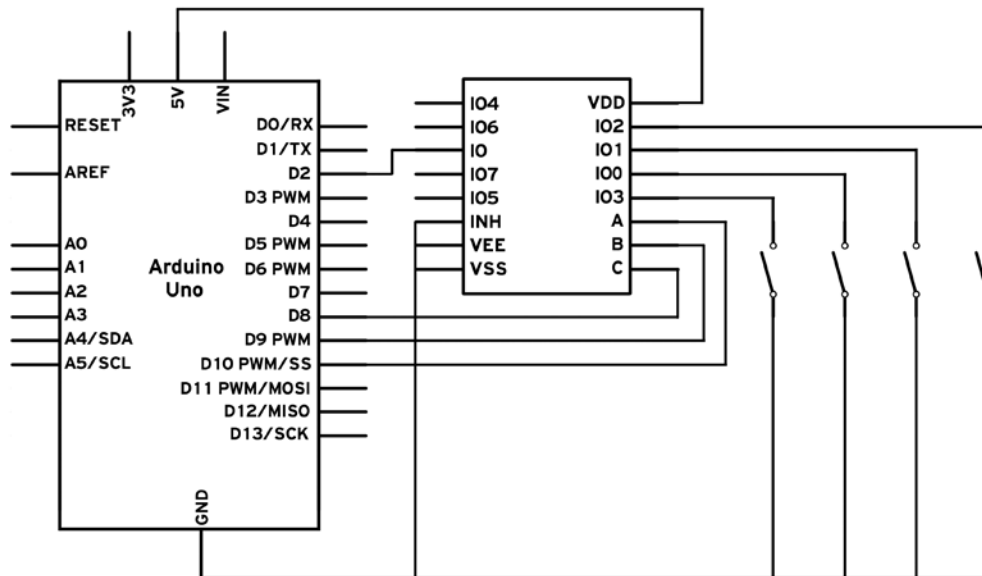 3V3
5V
VIN
RESET
AREF
A0
A1
A2
A3
A4/SDA
A5/SCL
Arduino
Uno
D0/RX
D1/TX
D2
D3 PWM
D4
D5 PWM
D6 PWM
D7
D8
D9 PWM
D10 PWM/SS
D11 PWM/MOSI
D12/MISO
D13/SCK
GND
IO4
IO6
IO
IO7
IO5
INH
VEE
VSS
VDD
IO2
IO1
IO0
IO3
A
B
C